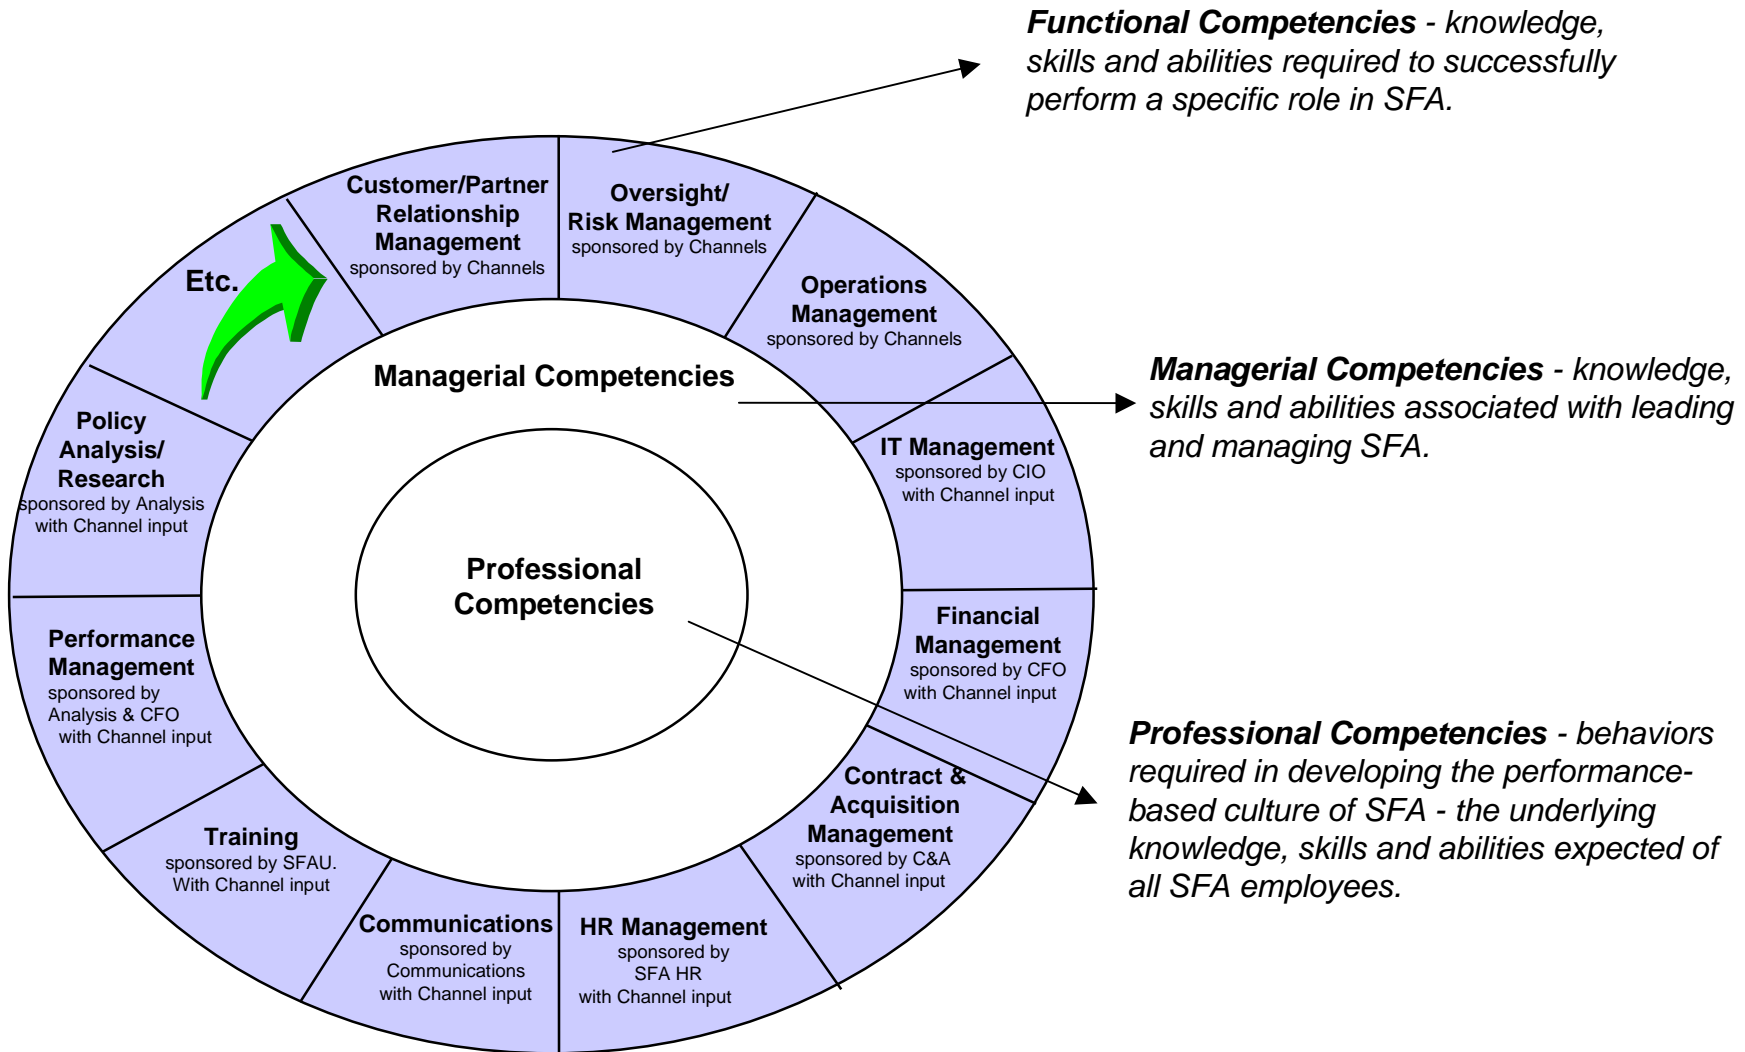 Functional Competencies - knowledge,
skills and abilities required to successfully
perform a specific role in SFA.
Customer/Partner
Relationship
Management
sponsored by Channels
Oversight/
Risk Management
sponsored by Channels
Operations
Management
sponsored by Channels
IT Management
sponsored by CIO
with Channel input
Financial
Management
sponsored by CFO
with Channel input
Contract &
Acquisition
Management
sponsored by C&A
with Channel input
HR Management
sponsored by
SFA HR
with Channel input
Communications
sponsored by
Communications
with Channel input
Training
sponsored by SFAU.
With Channel input
Performance
Management
sponsored by
Analysis & CFO
with Channel input
Policy
Analysis/
Research
sponsored by Analysis
with Channel input
Etc.
Managerial Competencies
Professional
Competencies
Managerial Competencies - knowledge,
skills and abilities associated with leading
and managing SFA.
Professional Competencies - behaviors
required in developing the performance-
based culture of SFA - the underlying
knowledge, skills and abilities expected of
all SFA employees.